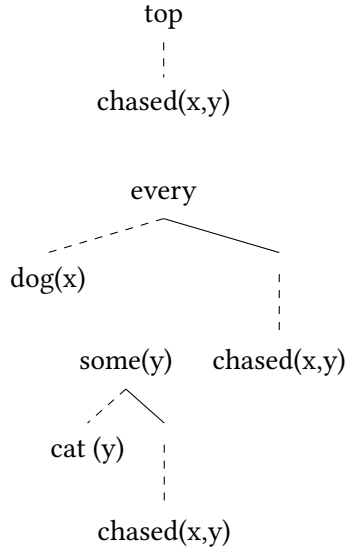 top
chased(x,y)
every
dog(x)
some(y) chased(x,y)
cat (y)
chased(x,y)